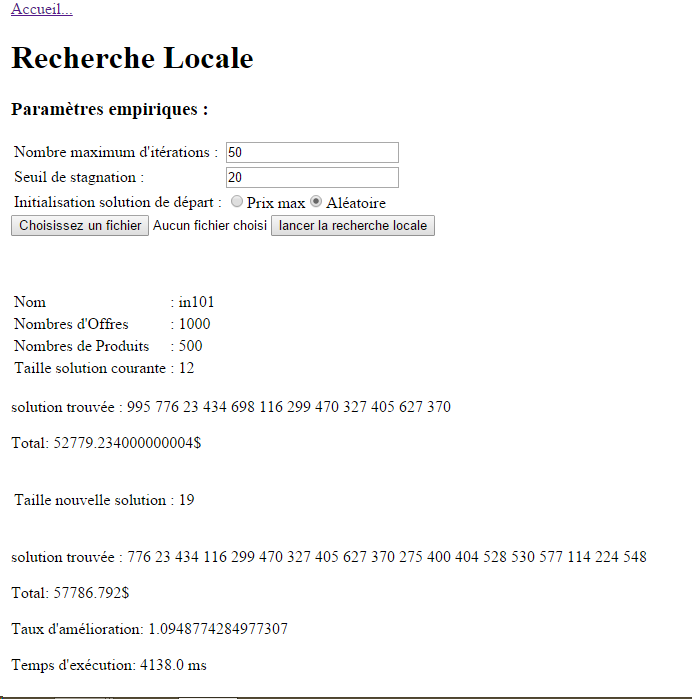 Accueil...
Recherche Locale
Paramètres empiriques :
Nombre maximum d'itérations : 50
Seuil de stagnation : 20
Initialisation solution de départ : Prix max Aléatoire
Choisissez un fichier Aucun fichier choisi lancer la recherche locale
Nom : in101
Nombres d'Offres : 1000
Nombres de Produits : 500
Taille solution courante : 12
solution trouvée : 995 776 23 434 698 116 299 470 327 405 627 370
Total: 52779.234000000004$
Taille nouvelle solution : 19
solution trouvée : 776 23 434 116 299 470 327 405 627 370 275 400 404 528 530 577 114 224 548
Total: 57786.792$
Taux d'amélioration: 1.0948774284977307
Temps d'exécution: 4138.0 ms